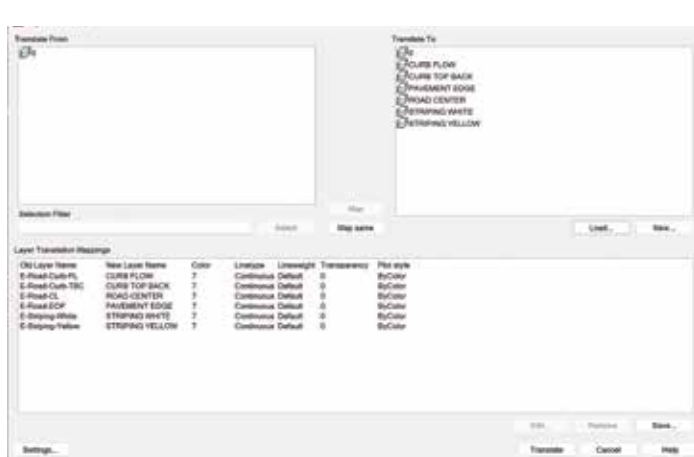 Translate From
Translate To
0
0
CURB FLOW
CURB TOP BACK
PAVEMENT EDGE
ROAD CENTER
STRIPING WHITE
STRIPING YELLOW
Selection Filter
Select
Map
Map same
Load...
New...
Layer Translation Mappings
Old Layer Name New Layer Name Color Linetype Lineweight Transparency Plot style
E-Road-Curb-FL CURB FLOW 7 Continuous Default 0 ByColor
E-Road-Curb-TBC CURB TOP BACK 7 Continuous Default 0 ByColor
E-Road-CL ROAD CENTER 7 Continuous Default 0 ByColor
E-Road-EOP PAVEMENT EDGE 7 Continuous Default 0 ByColor
E-Striping-White STRIPING WHITE 7 Continuous Default 0 ByColor
E-Striping-Yellow STRIPING YELLOW 7 Continuous Default 0 ByColor
Edit... Remove Save...
Settings... Translate Cancel Help